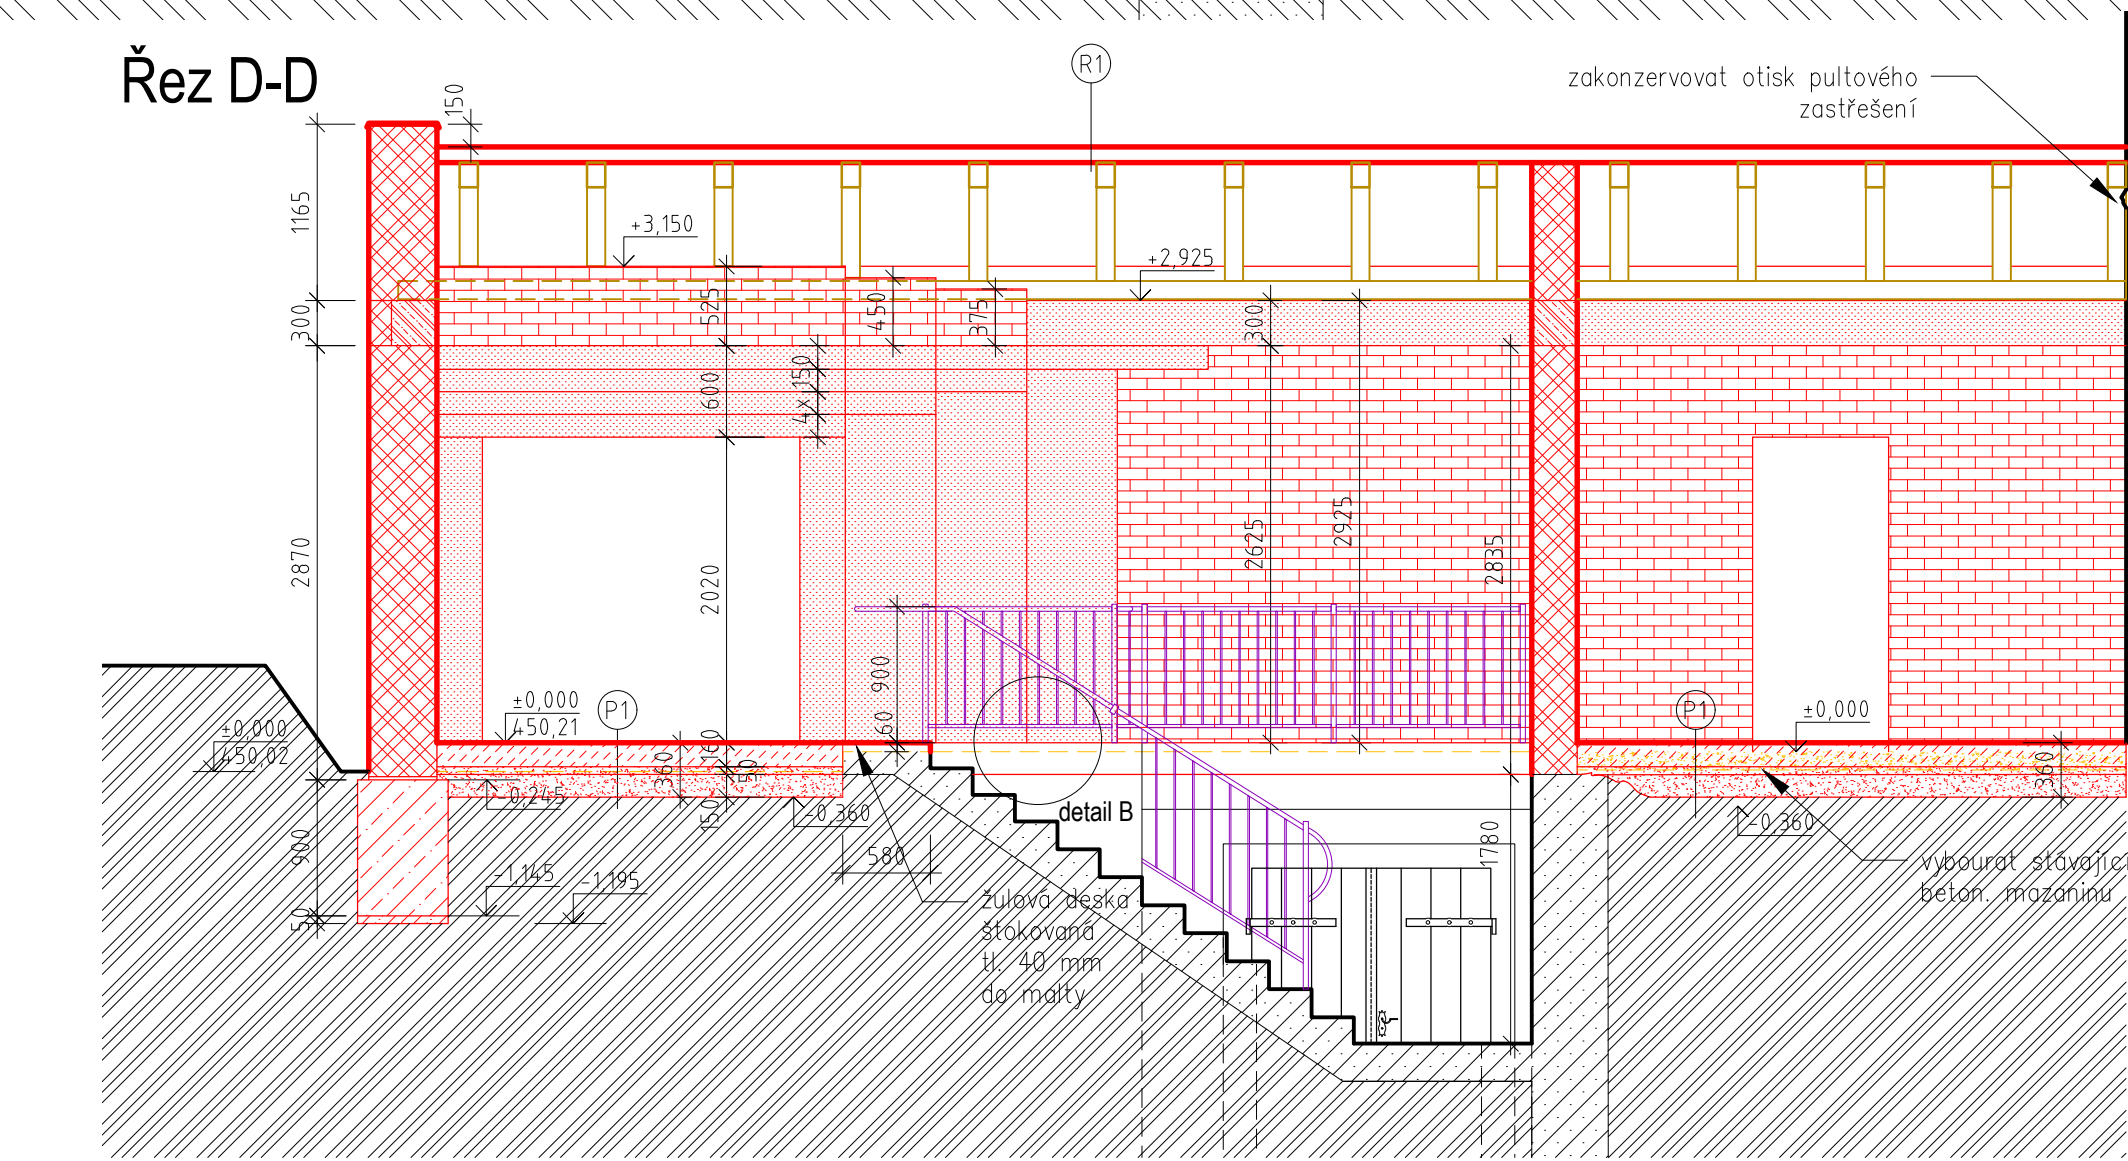 Řez D-D
R1
zakonzervovat otisk pultového
zastřešení
150
1165
+3,150
+2,925
300
525
450
375
300
600
4x 150
2870
2020
2625
2925
2835
900
60
±0,000
450,21
P1
±0,000
450,02
P1
±0,000
160
360
50
150
-0,245
-0,360
detail B
360
-0,360
580
1780
900
-1,145
-1,195
50
žulová deska
štokovaná
tl. 40 mm
do malty
vybourat stávající
beton. mazaninu